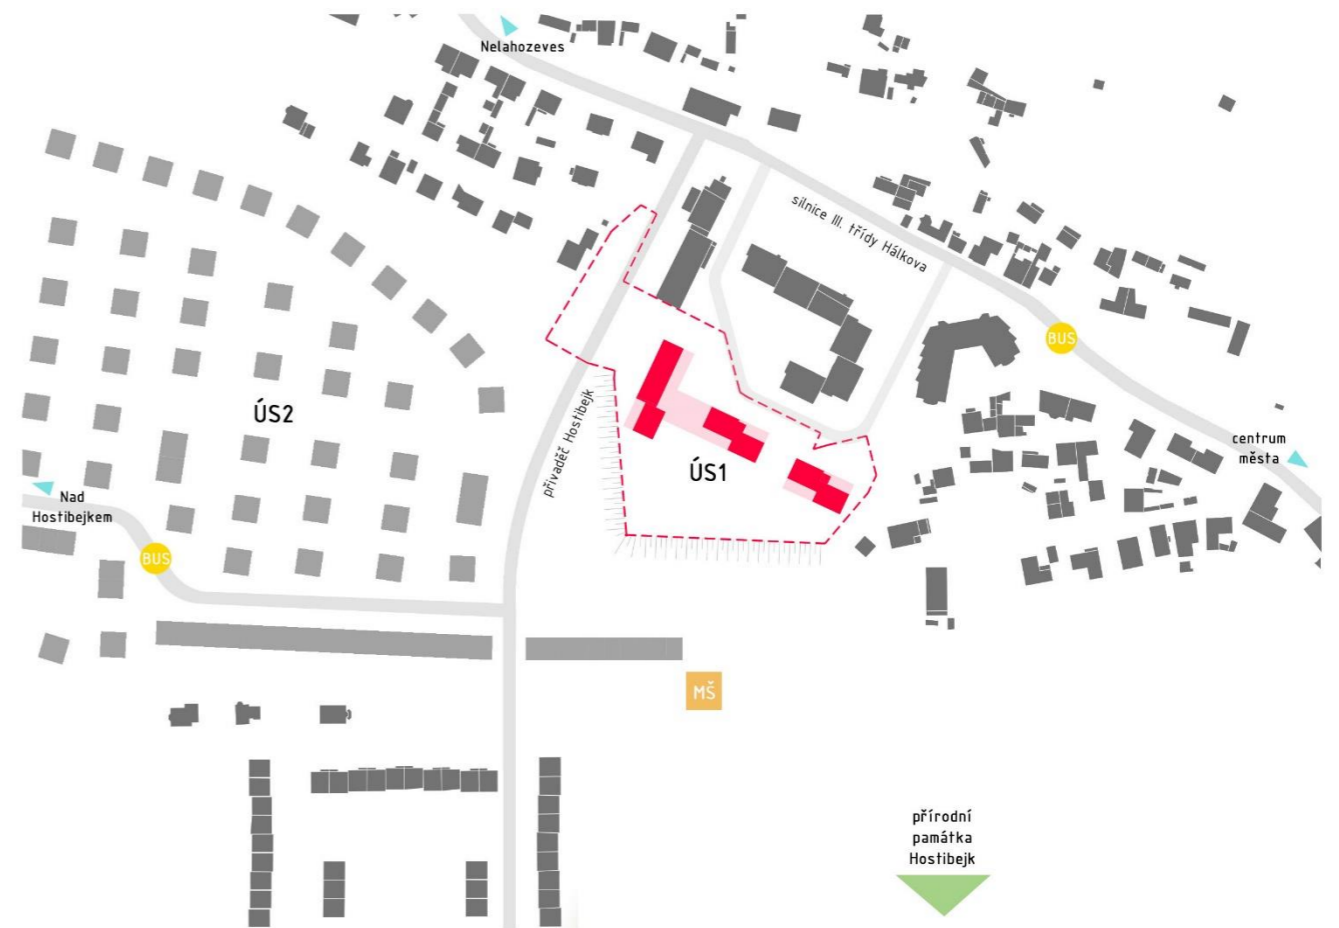 Nelahozeves
silnice III. třídy Hálkova
BUS
přivaděč Hostibejk
ÚS2
centrum
města
ÚS1
Nad
Hostibejkem
BUS
MŠ
přírodní
památka
Hostibejk